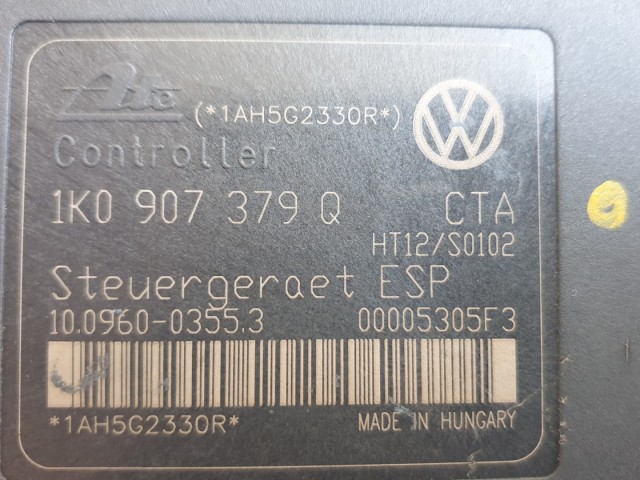 Ate (*1AH5G2330R*)
Controller
1K0 907 379 Q CTA
HT12/S0102
Steuergeraet ESP
10.0960-0355.3 00005305F3
*1AH5G2330R* MADE IN HUNGARY